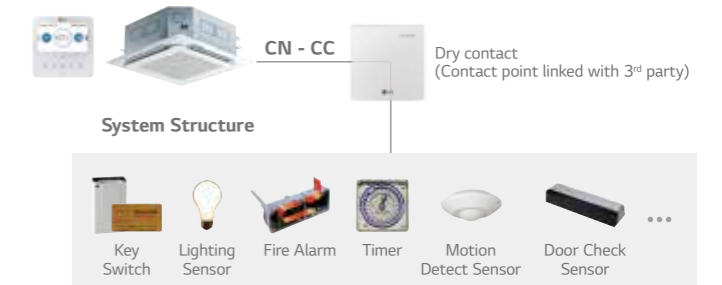 CN - CC
Dry contact
(Contact point linked with 3rd party)
System Structure
Key
Switch
Lighting
Sensor
Fire Alarm
Timer
Motion
Detect Sensor
Door Check
Sensor